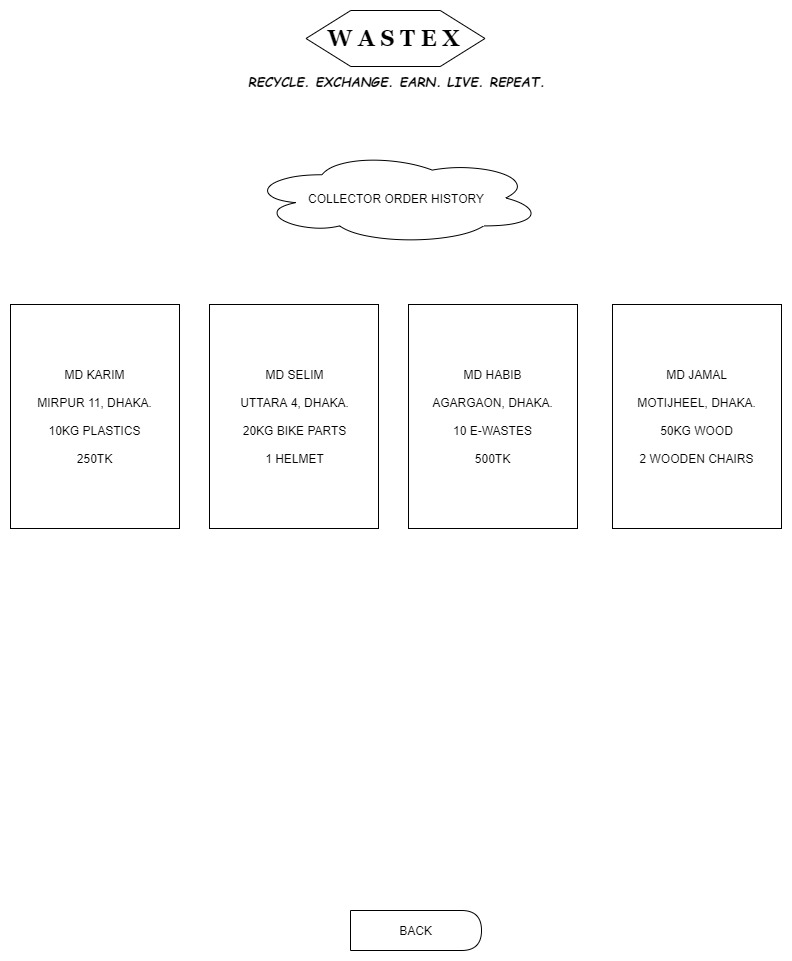 WASTEX
RECYCLE. EXCHANGE. EARN. LIVE. REPEAT.
COLLECTOR ORDER HISTORY
MD KARIM
MIRPUR 11, DHAKA.
10KG PLASTICS
250TK
MD SELIM
UTTARA 4, DHAKA.
20KG BIKE PARTS
1 HELMET
MD HABIB
AGARGAON, DHAKA.
10 E-WASTES
500TK
MD JAMAL
MOTIJHEEL, DHAKA.
50KG WOOD
2 WOODEN CHAIRS
BACK